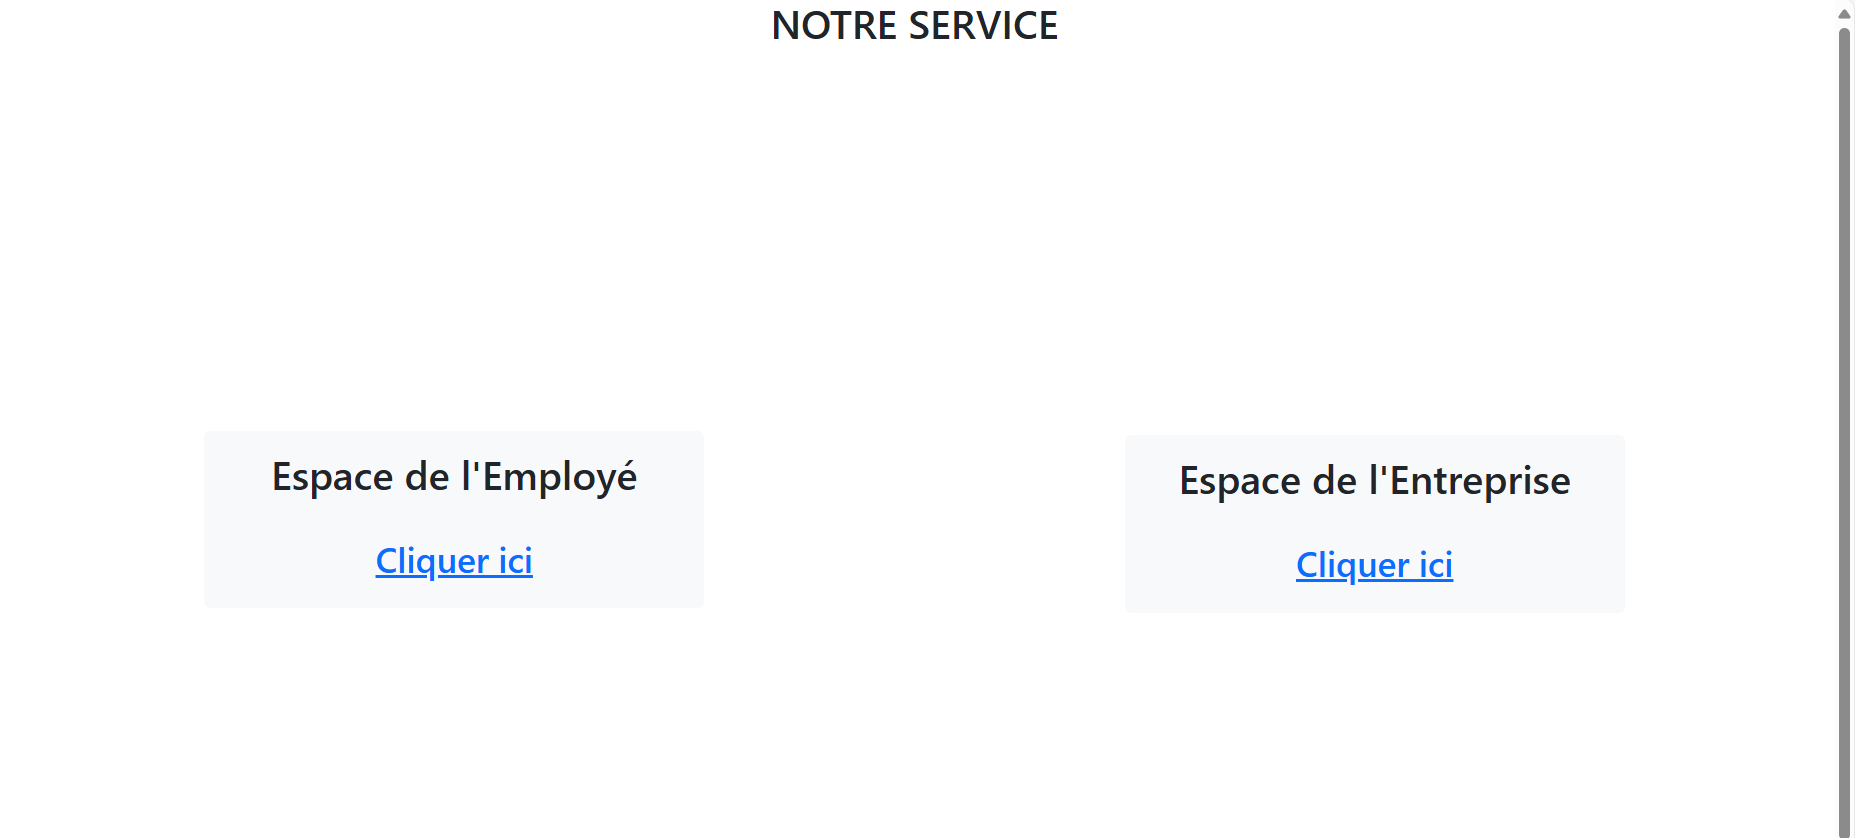 NOTRE SERVICE
Espace de l'Employé
Cliquer ici
Espace de l'Entreprise
Cliquer ici